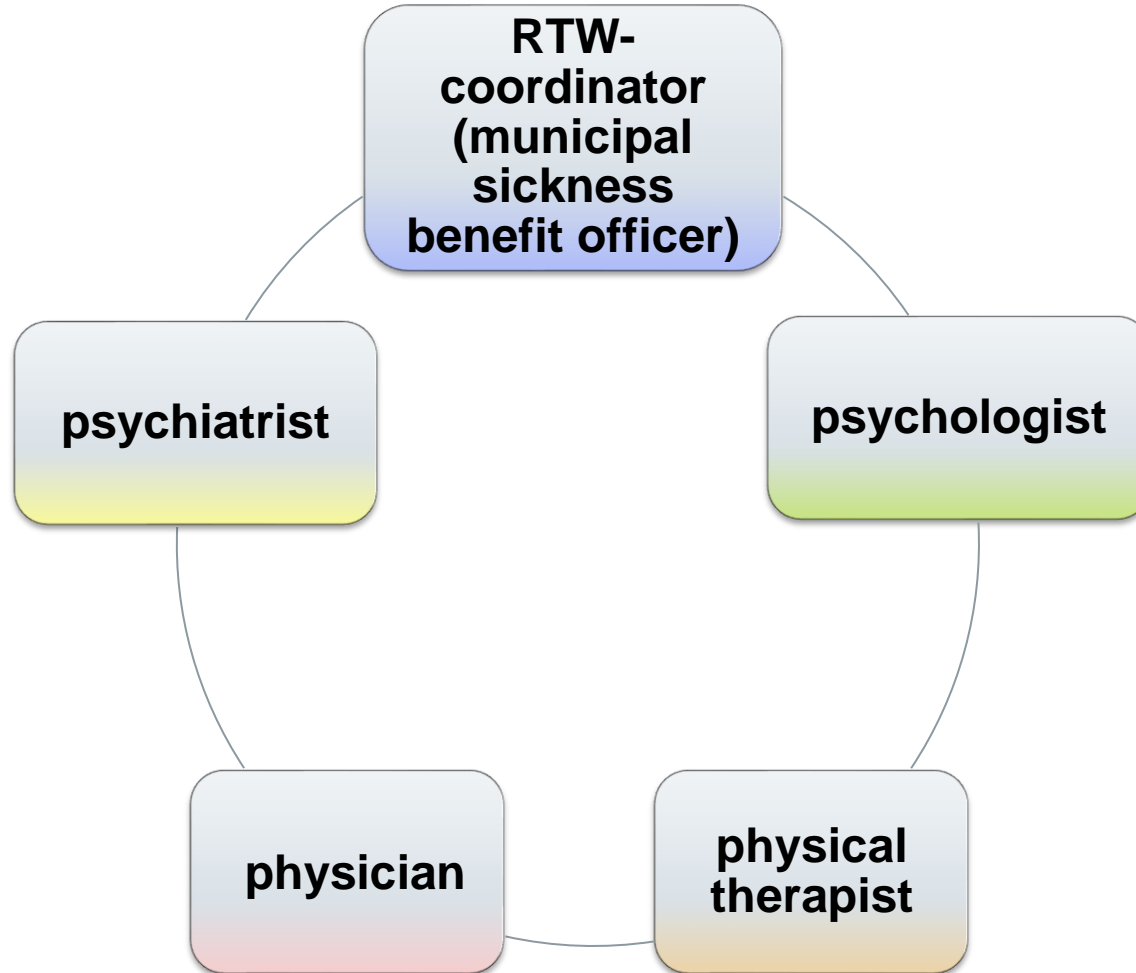 RTW-
coordinator
(municipal
sickness
benefit officer)
psychiatrist
psychologist
physician
physical
therapist